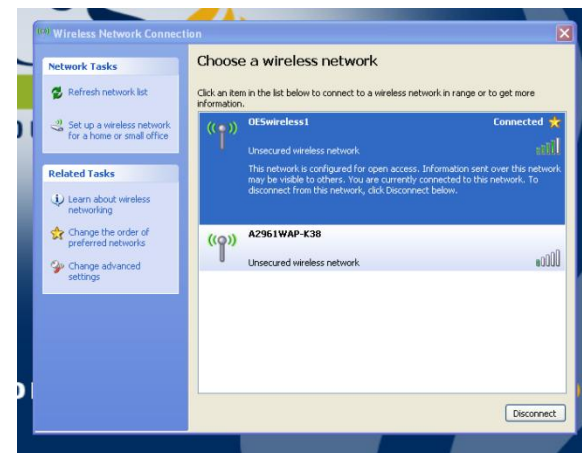 Wireless Network Connection
Network Tasks
Refresh network list
Set up a wireless network
for a home or small office
Related Tasks
Learn about wireless
networking
Change the order of
preferred networks
Change advanced
settings
Choose a wireless network
Click an item in the list below to connect to a wireless network in range or to get more
information.
OESwireless1 Connected
Unsecured wireless network
This network is configured for open access. Information sent over this network
may be visible to others. You are currently connected to this network. To
disconnect from this network, click Disconnect below.
A2961WAP-K38
Unsecured wireless network
Disconnect